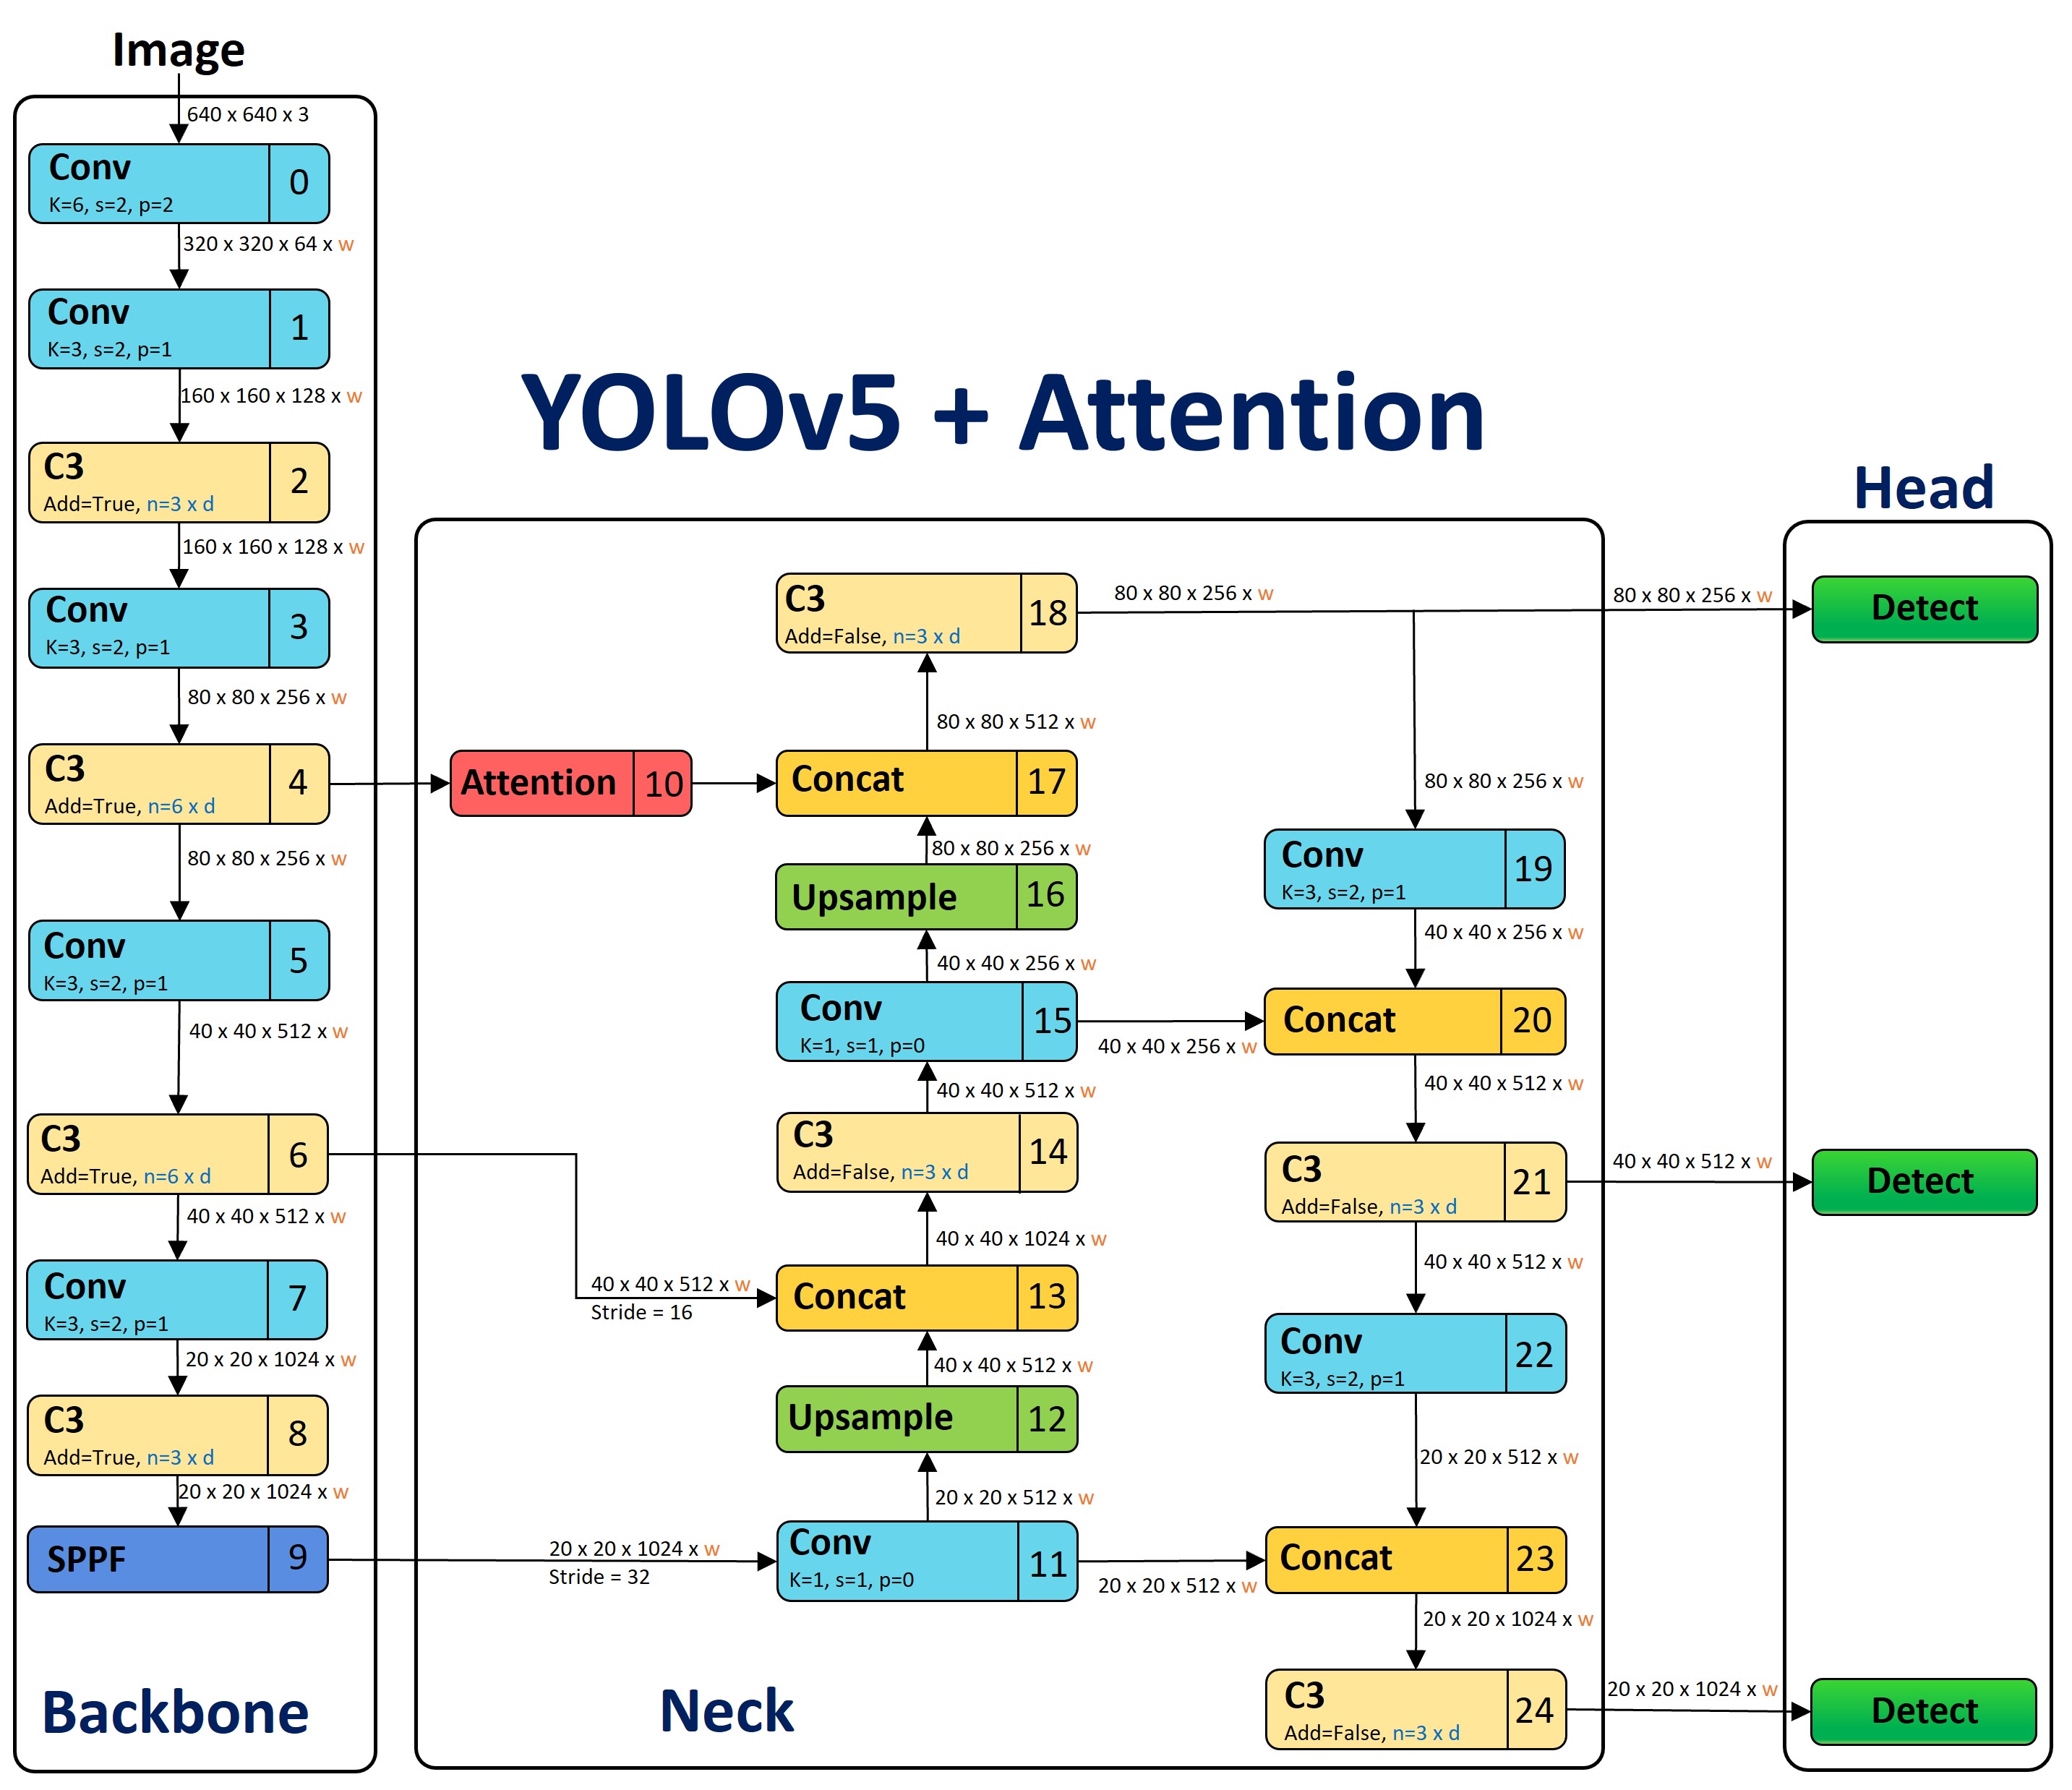 Image
640 x 640 x 3
Conv
K=6, s=2, p=2
0
320 x 320 x 64 x w
Conv
K=3, s=2, p=1
1
160 x 160 x 128 x w
C3
Add=True, n=3 x d
2
160 x 160 x 128 x w
Conv
K=3, s=2, p=1
3
80 x 80 x 256 x w
C3
Add=True, n=6 x d
4
80 x 80 x 256 x w
Conv
K=3, s=2, p=1
5
40 x 40 x 512 x w
C3
Add=True, n=6 x d
6
40 x 40 x 512 x w
Conv
K=3, s=2, p=1
7
20 x 20 x 1024 x w
C3
Add=True, n=3 x d
8
20 x 20 x 1024 x w
SPPF
9
Backbone
YOLOv5 + Attention
C3
Add=False, n=3 x d
18
80 x 80 x 256 x w
80 x 80 x 512 x w
Attention
10
Concat
17
80 x 80 x 256 x w
Upsample
16
40 x 40 x 256 x w
Conv
K=1, s=1, p=0
15
40 x 40 x 256 x w
40 x 40 x 512 x w
C3
Add=False, n=3 x d
14
40 x 40 x 1024 x w
40 x 40 x 512 x w
Stride = 16
Concat
13
40 x 40 x 512 x w
Upsample
12
20 x 20 x 512 x w
20 x 20 x 1024 x w
Stride = 32
Conv
K=1, s=1, p=0
11
20 x 20 x 512 x w
Neck
80 x 80 x 256 x w
Conv
K=3, s=2, p=1
19
40 x 40 x 256 x w
Concat
20
40 x 40 x 512 x w
C3
Add=False, n=3 x d
21
40 x 40 x 512 x w
Conv
K=3, s=2, p=1
22
20 x 20 x 512 x w
Concat
23
20 x 20 x 1024 x w
C3
Add=False, n=3 x d
24
Head
80 x 80 x 256 x w
Detect
40 x 40 x 512 x w
Detect
20 x 20 x 1024 x w
Detect